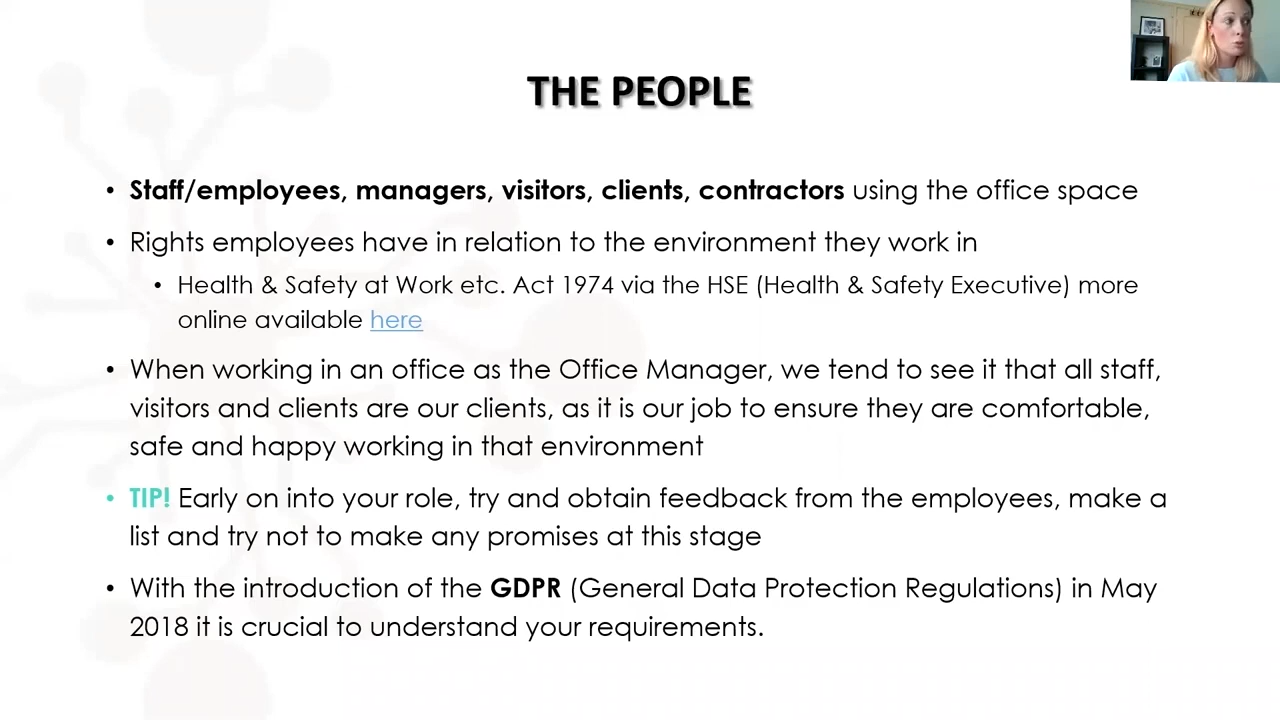 THE PEOPLE
• Staff/employees, managers, visitors, clients, contractors using the office space
• Rights employees have in relation to the environment they work in
• Health & Safety at Work etc. Act 1974 via the HSE (Health & Safety Executive) more
online available here
• When working in an office as the Office Manager, we tend to see it that all staff,
visitors and clients are our clients, as it is our job to ensure they are comfortable,
safe and happy working in that environment
• TIP! Early on into your role, try and obtain feedback from the employees, make a
list and try not to make any promises at this stage
• With the introduction of the GDPR (General Data Protection Regulations) in May
2018 it is crucial to understand your requirements.